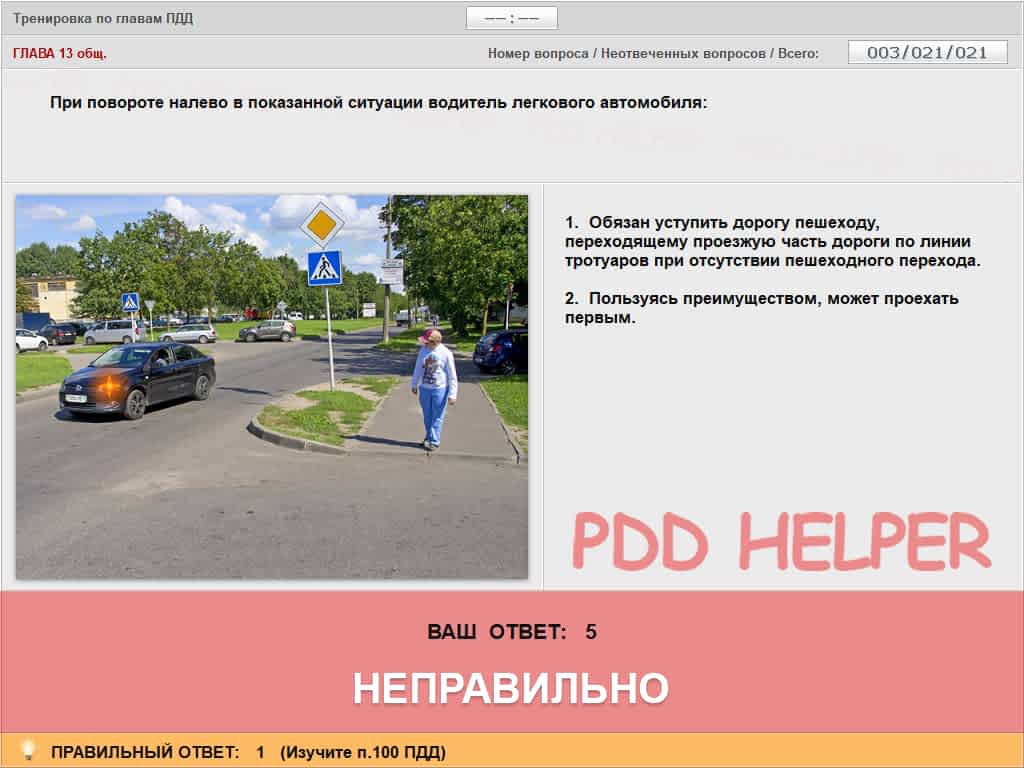 Тренировка по главам ПДД
—— : ——
ГЛАВА 13 общ.
Номер вопроса / Неотвеченных вопросов / Всего:
003/021/021
При повороте налево в показанной ситуации водитель легкового автомобиля:
1. Обязан уступить дорогу пешеходу,
переходящему проезжую часть дороги по линии
тротуаров при отсутствии пешеходного перехода.
2. Пользуясь преимуществом, может проехать
первым.
PDD HELPER
ВАШ ОТВЕТ: 5
НЕПРАВИЛЬНО
ПРАВИЛЬНЫЙ ОТВЕТ: 1 (Изучите п.100 ПДД)